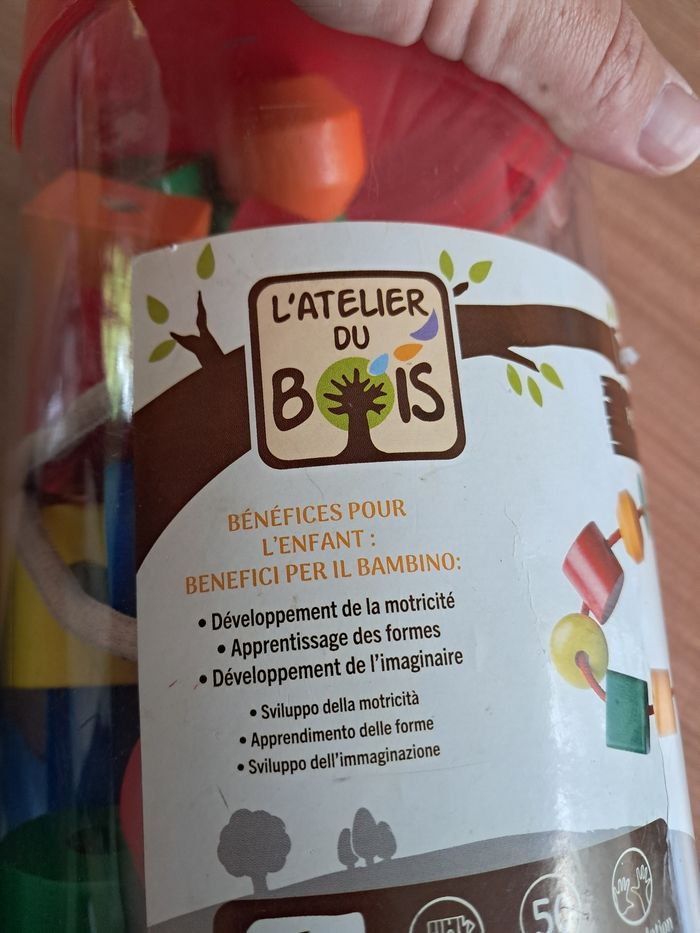 L'ATELIER
DU
BOIS
BÉNÉFICES POUR
L'ENFANT :
BENEFICI PER IL BAMBINO:
• Développement de la motricité
• Apprentissage des formes
• Développement de l'imaginaire
• Sviluppo della motricità
• Apprendimento delle forme
• Sviluppo dell'immaginazione